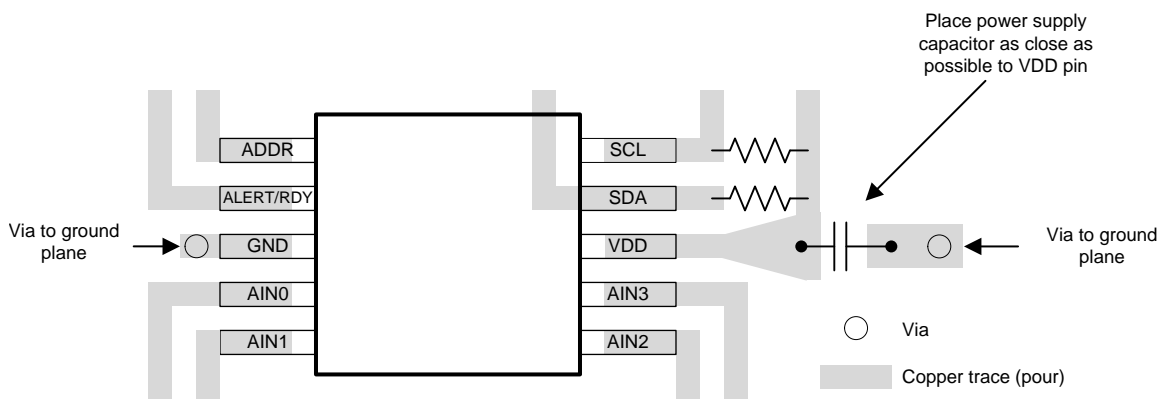 Place power supply
capacitor as close as
possible to VDD pin
ADDR
SCL
ALERT/RDY
SDA
Via to ground
plane
GND
VDD
Via to ground
plane
AIN0
AIN3
AIN1
AIN2
Via
Copper trace (pour)